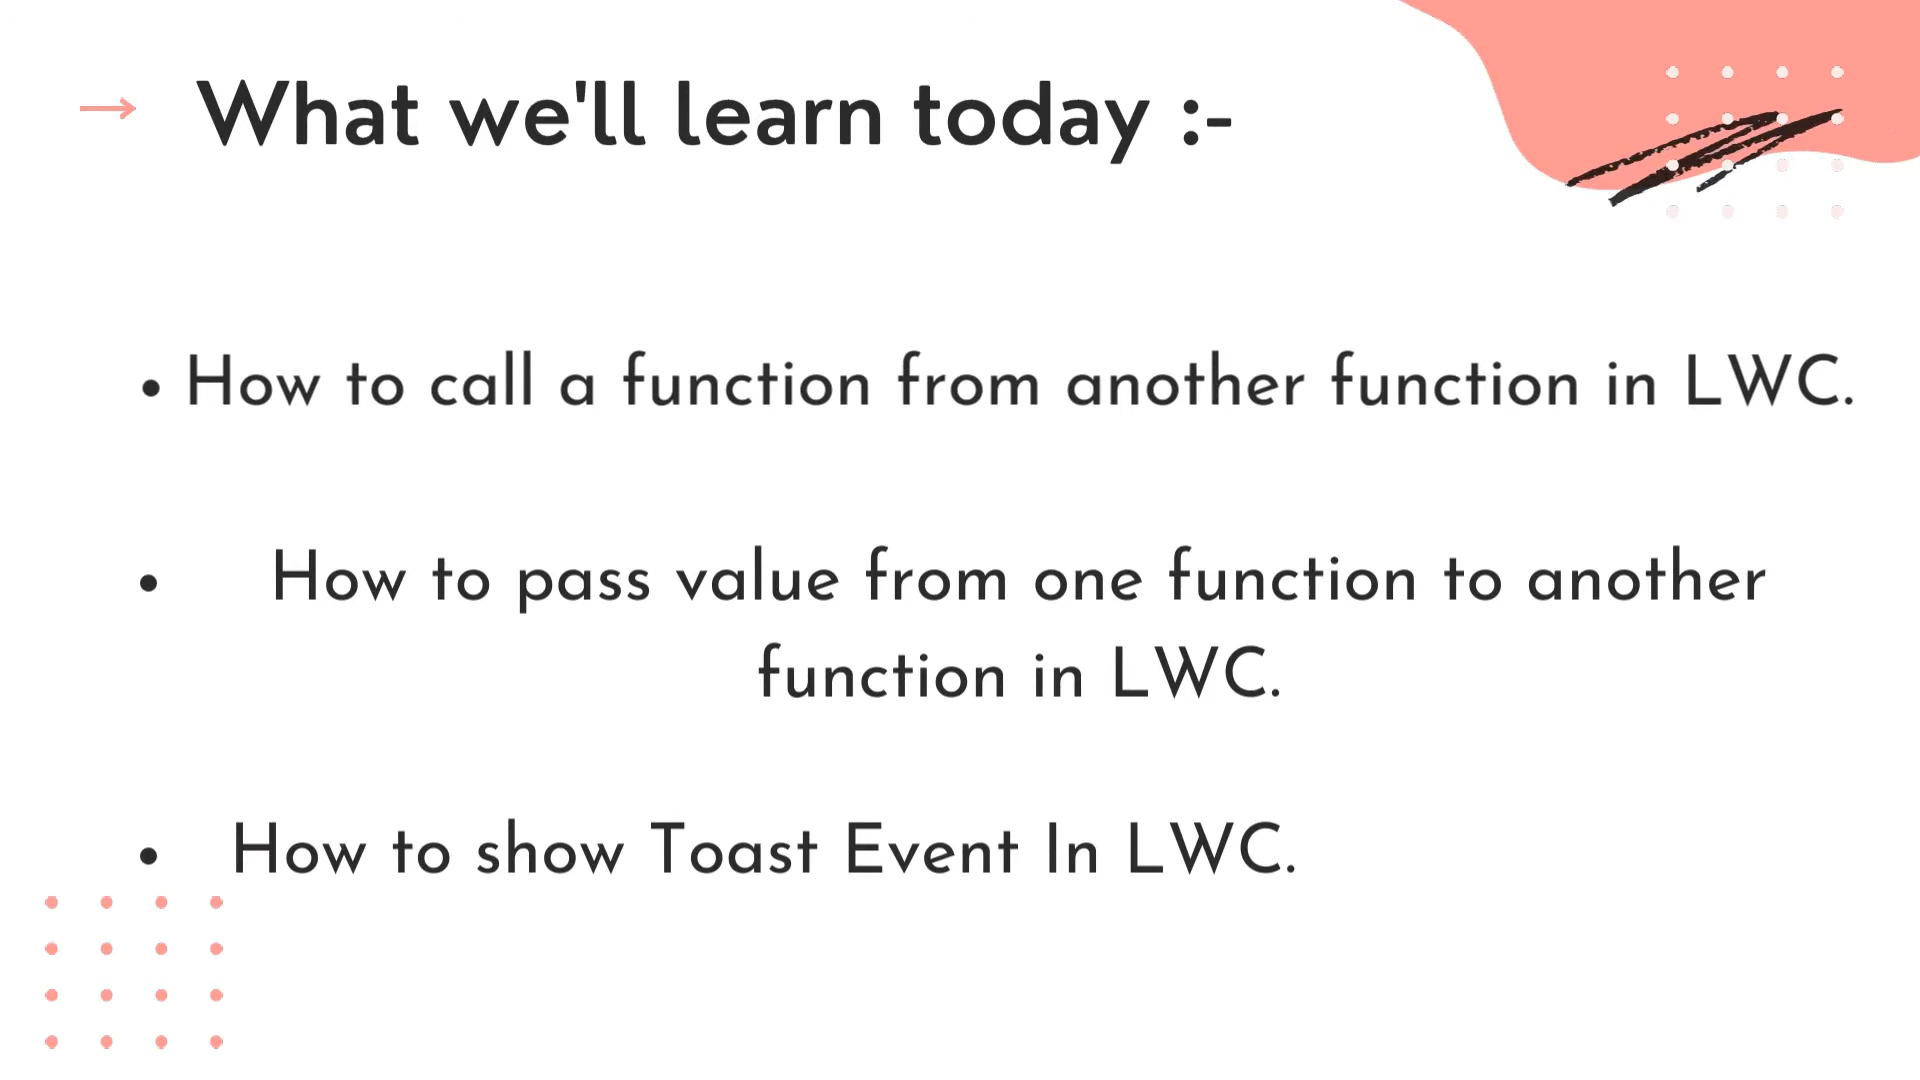 What we'll learn today :-
• How to call a function from another function in LWC.
• How to pass value from one function to another
function in LWC.
• How to show Toast Event In LWC.